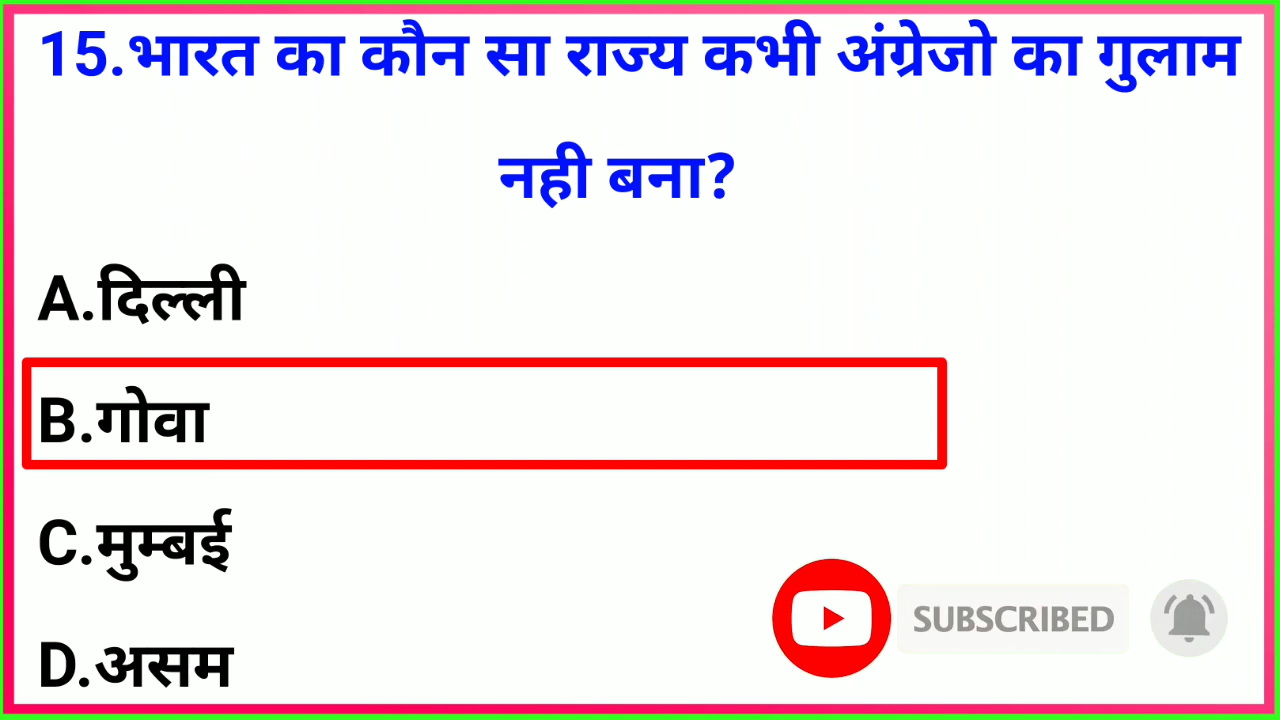 15.भारत का कौन सा राज्य कभी अंग्रेजो का गुलाम
नही बना?
A.दिल्ली
B.गोवा
C.मुम्बई
D.असम
SUBSCRIBED